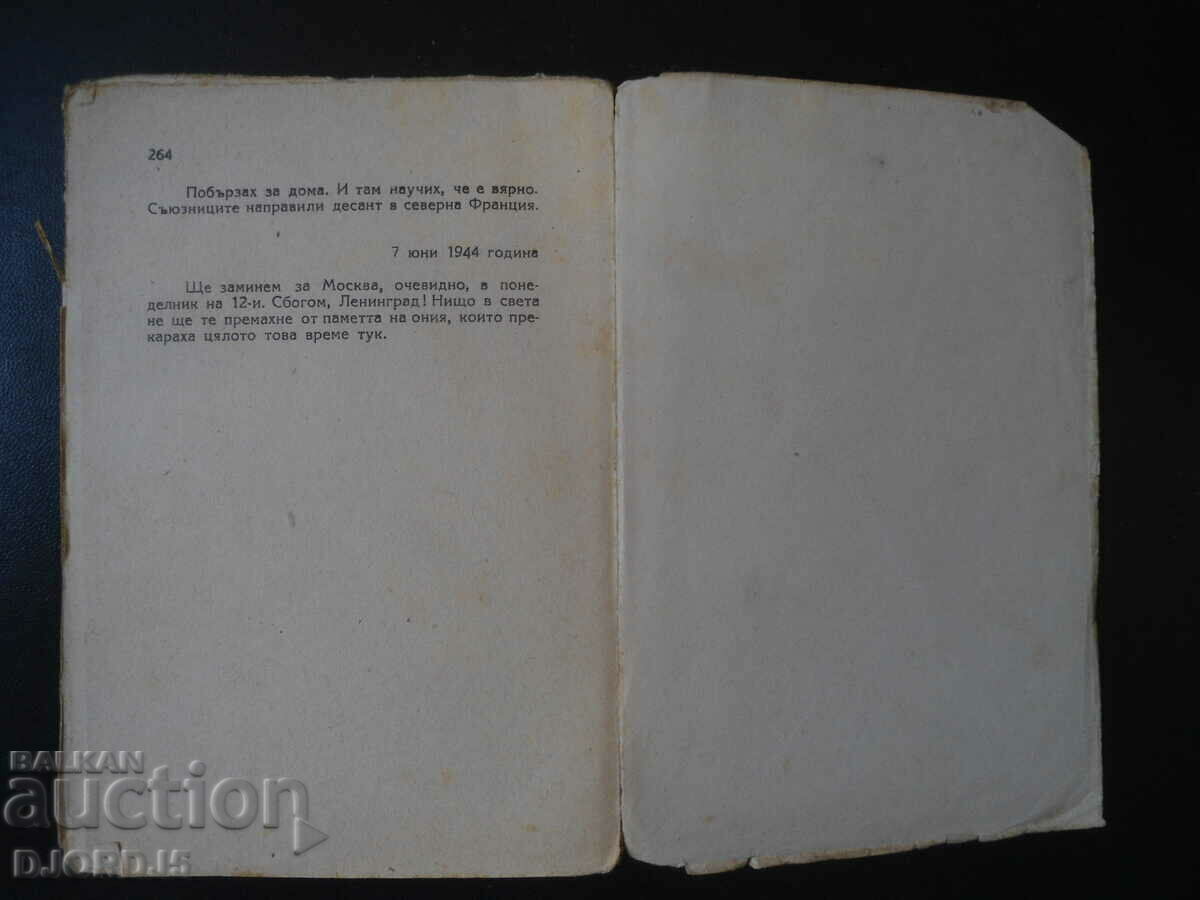 264
Побързах за дома. И там научих, че е вярно.
Съюзниците направили десант в северна Франция.
7 юни 1944 година
Ще заминем за Москва, очевидно, в поне-
делник на 12-и. Сбогом, Ленинград! Нищо в света
не ще те премахне от паметта на ония, които пре-
караха цялото това време тук.
BALKAN
auction
DJORD.15